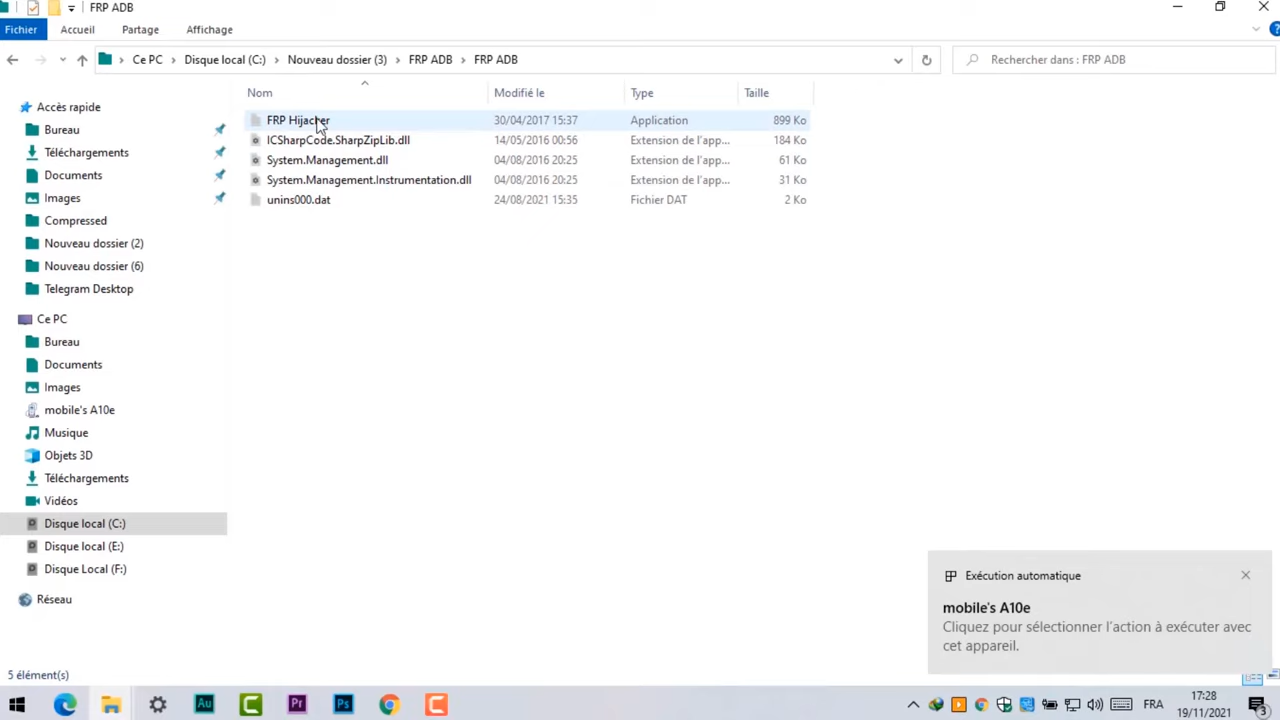 FRP ADB
Fichier Accueil Partage Affichage
Ce PC > Disque local (C:) > Nouveau dossier (3) > FRP ADB > FRP ADB
Rechercher dans : FRP ADB
Nom Modifié le Type Taille
FRP Hijacker 30/04/2017 15:37 Application 899 Ko
ICSharpCode.SharpZipLib.dll 14/05/2016 00:56 Extension de l'app... 184 Ko
System.Management.dll 04/08/2016 20:25 Extension de l'app... 61 Ko
System.Management.Instrumentation.dll 04/08/2016 20:25 Extension de l'app... 31 Ko
unins000.dat 24/08/2021 15:35 Fichier DAT 2 Ko
Accès rapide
Bureau
Téléchargements
Documents
Images
Compressed
Nouveau dossier (2)
Nouveau dossier (6)
Telegram Desktop
Ce PC
Bureau
Documents
Images
mobile's A10e
Musique
Objets 3D
Téléchargements
Vidéos
Disque local (C:)
Disque local (E:)
Disque Local (F:)
Réseau
Exécution automatique
mobile's A10e
Cliquez pour sélectionner l'action à exécuter avec
cet appareil.
5 élément(s)
Au Pr Ps
FRA
17:28
19/11/2021
3